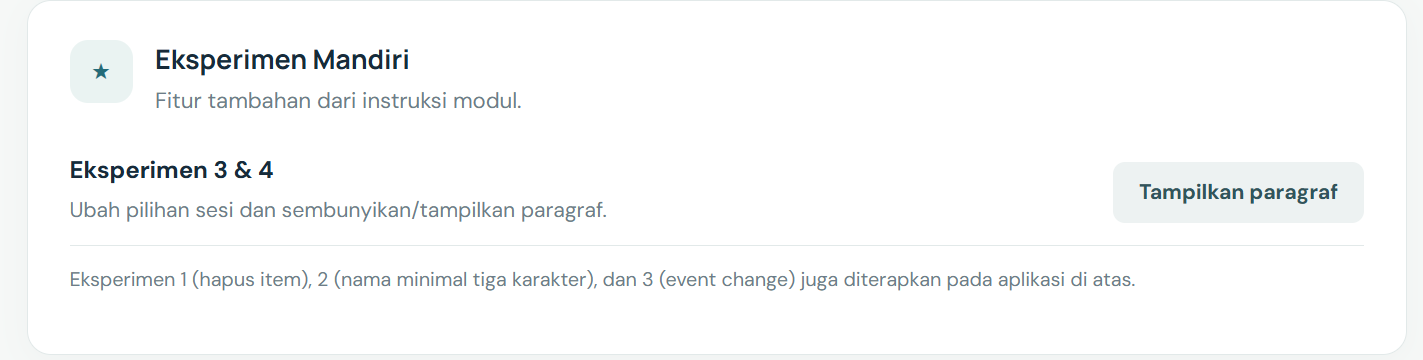 Eksperimen Mandiri
Fitur tambahan dari instruksi modul.
Eksperimen 3 & 4
Ubah pilihan sesi dan sembunyikan/tampilkan paragraf.
Tampilkan paragraf
Eksperimen 1 (hapus item), 2 (nama minimal tiga karakter), dan 3 (event change) juga diterapkan pada aplikasi di atas.